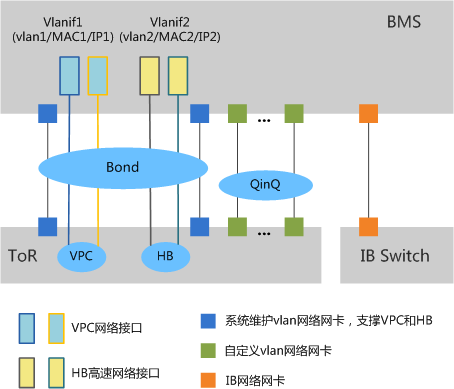 Vlanif1 Vlanif2 BMS
(vlan1/MAC1/IP1) (vlan2/MAC2/IP2)
... 
Bond
QinQ
...
ToR VPC HB IB Switch
VPC网络接口
系统维护vlan网络网卡，支撑VPC和HB
自定义vlan网络网卡
HB高速网络接口
IB网络网卡